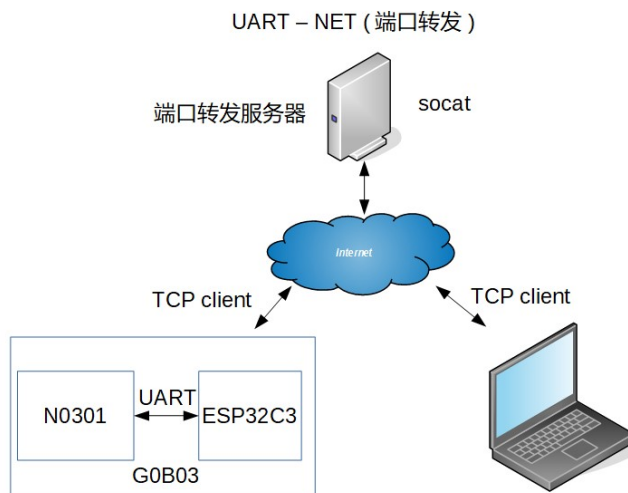 UART – NET ( 端口转发 )
端口转发服务器
socat
Internet
TCP client
TCP client
N0301
UART
ESP32C3
G0B03